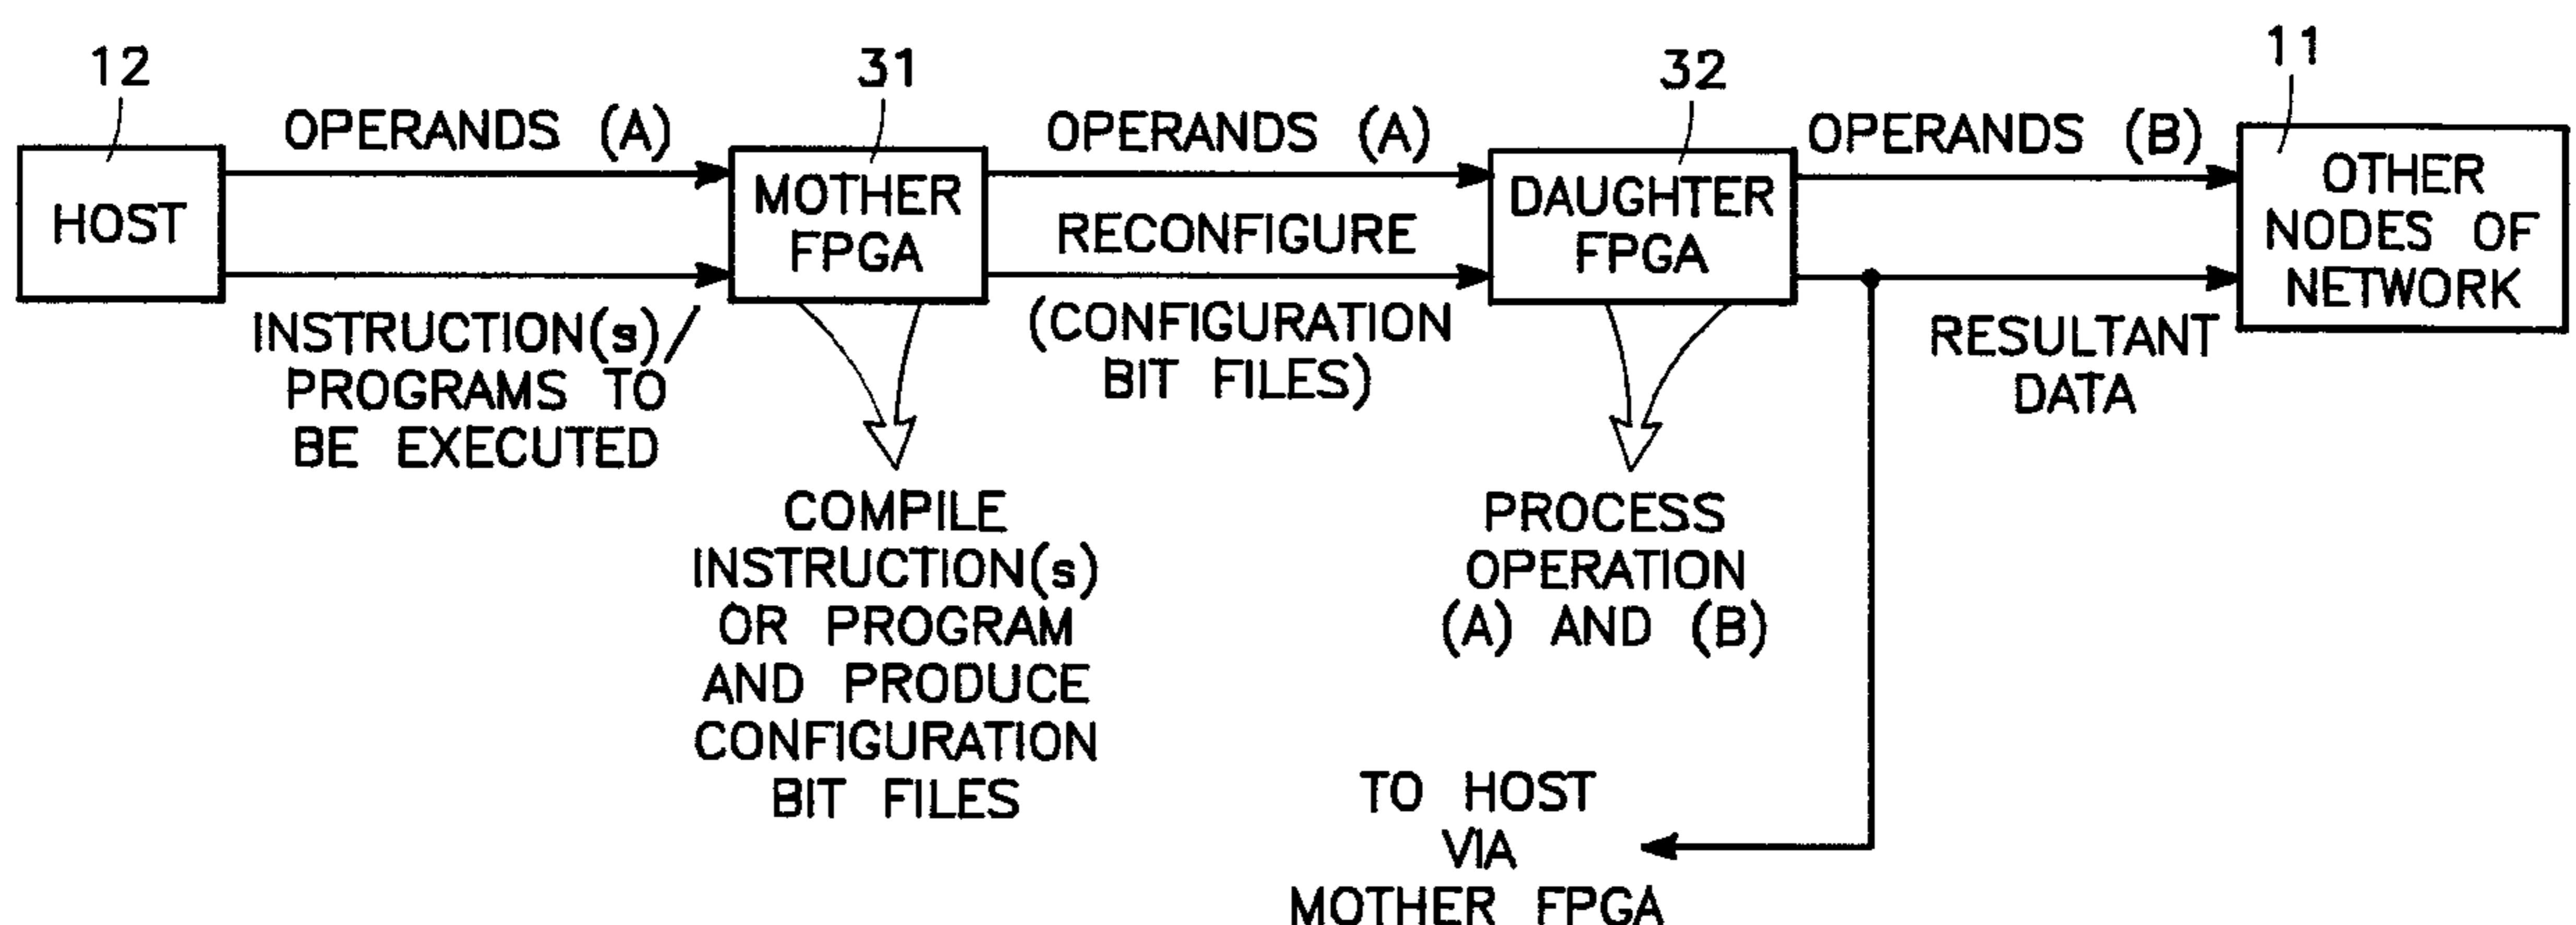 12
31
32
11
OPERANDS (A)
OPERANDS (A)
OPERANDS (B)
HOST
MOTHER
FPGA
RECONFIGURE
DAUGHTER
FPGA
OTHER
NODES OF
NETWORK
INSTRUCTION(s)/
PROGRAMS TO
BE EXECUTED
(CONFIGURATION
BIT FILES)
RESULTANT
DATA
COMPILE
INSTRUCTION(s)
OR PROGRAM
AND PRODUCE
CONFIGURATION
BIT FILES
PROCESS
OPERATION
(A) AND (B)
TO HOST
VIA
MOTHER FPGA